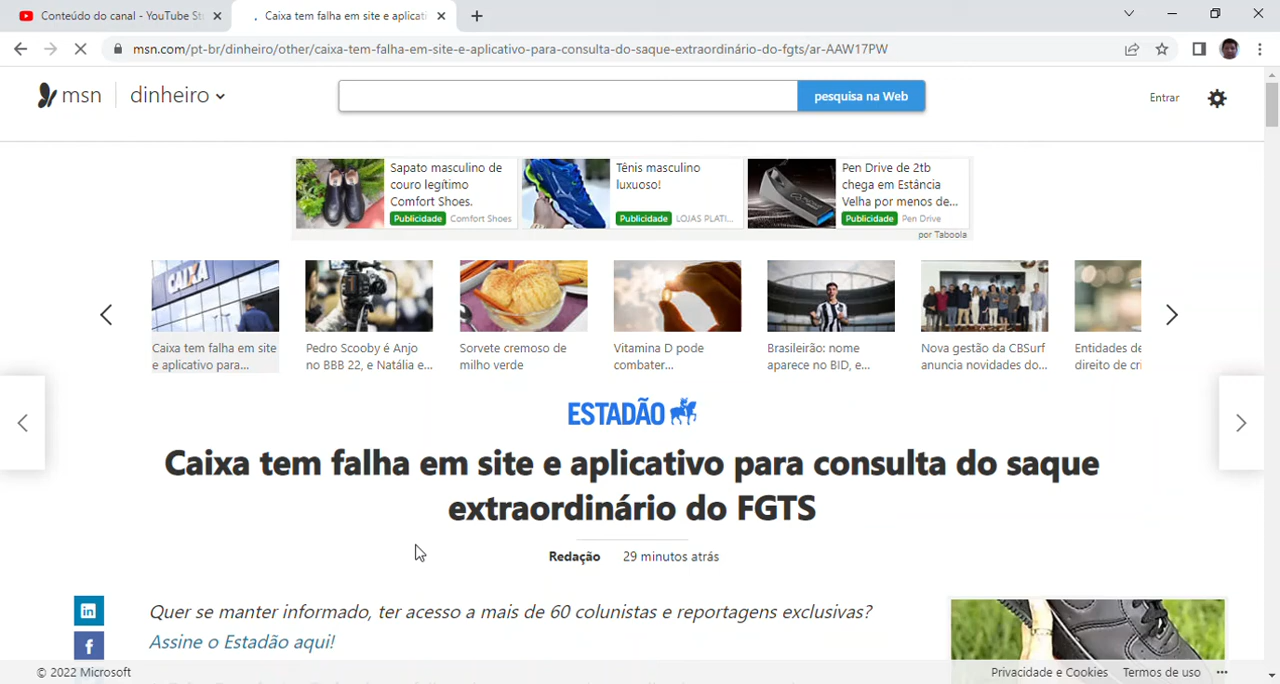 Conteúdo do canal - YouTube St
Caixa tem falha em site e aplicati
msn.com/pt-br/dinheiro/other/caixa-tem-falha-em-site-e-aplicativo-para-consulta-do-saque-extraordinário-do-fgts/ar-AAW17PW
msn
dinheiro
pesquisa na Web
Entrar
Sapato masculino de
couro legítimo
Comfort Shoes.
Publicidade Comfort Shoes
Tênis masculino
luxuoso!
Publicidade LOJAS PLATI...
Pen Drive de 2tb
chega em Estância
Velha por menos de...
Publicidade Pen Drive
por Taboola
CAIXA
Caixa tem falha em site
e aplicativo para...
Pedro Scooby é Anjo
no BBB 22, e Natália e...
Sorvete cremoso de
milho verde
Vitamina D pode
combater...
Brasileirão: nome
aparece no BID, e...
Nova gestão da CBSurf
anuncia novidades do...
Entidades de
direito de cri
ESTADÃO
Caixa tem falha em site e aplicativo para consulta do saque
extraordinário do FGTS
Redação 29 minutos atrás
Quer se manter informado, ter acesso a mais de 60 colunistas e reportagens exclusivas?
Assine o Estadão aqui!
in
f
© 2022 Microsoft
Privacidade e Cookies Termos de uso ...